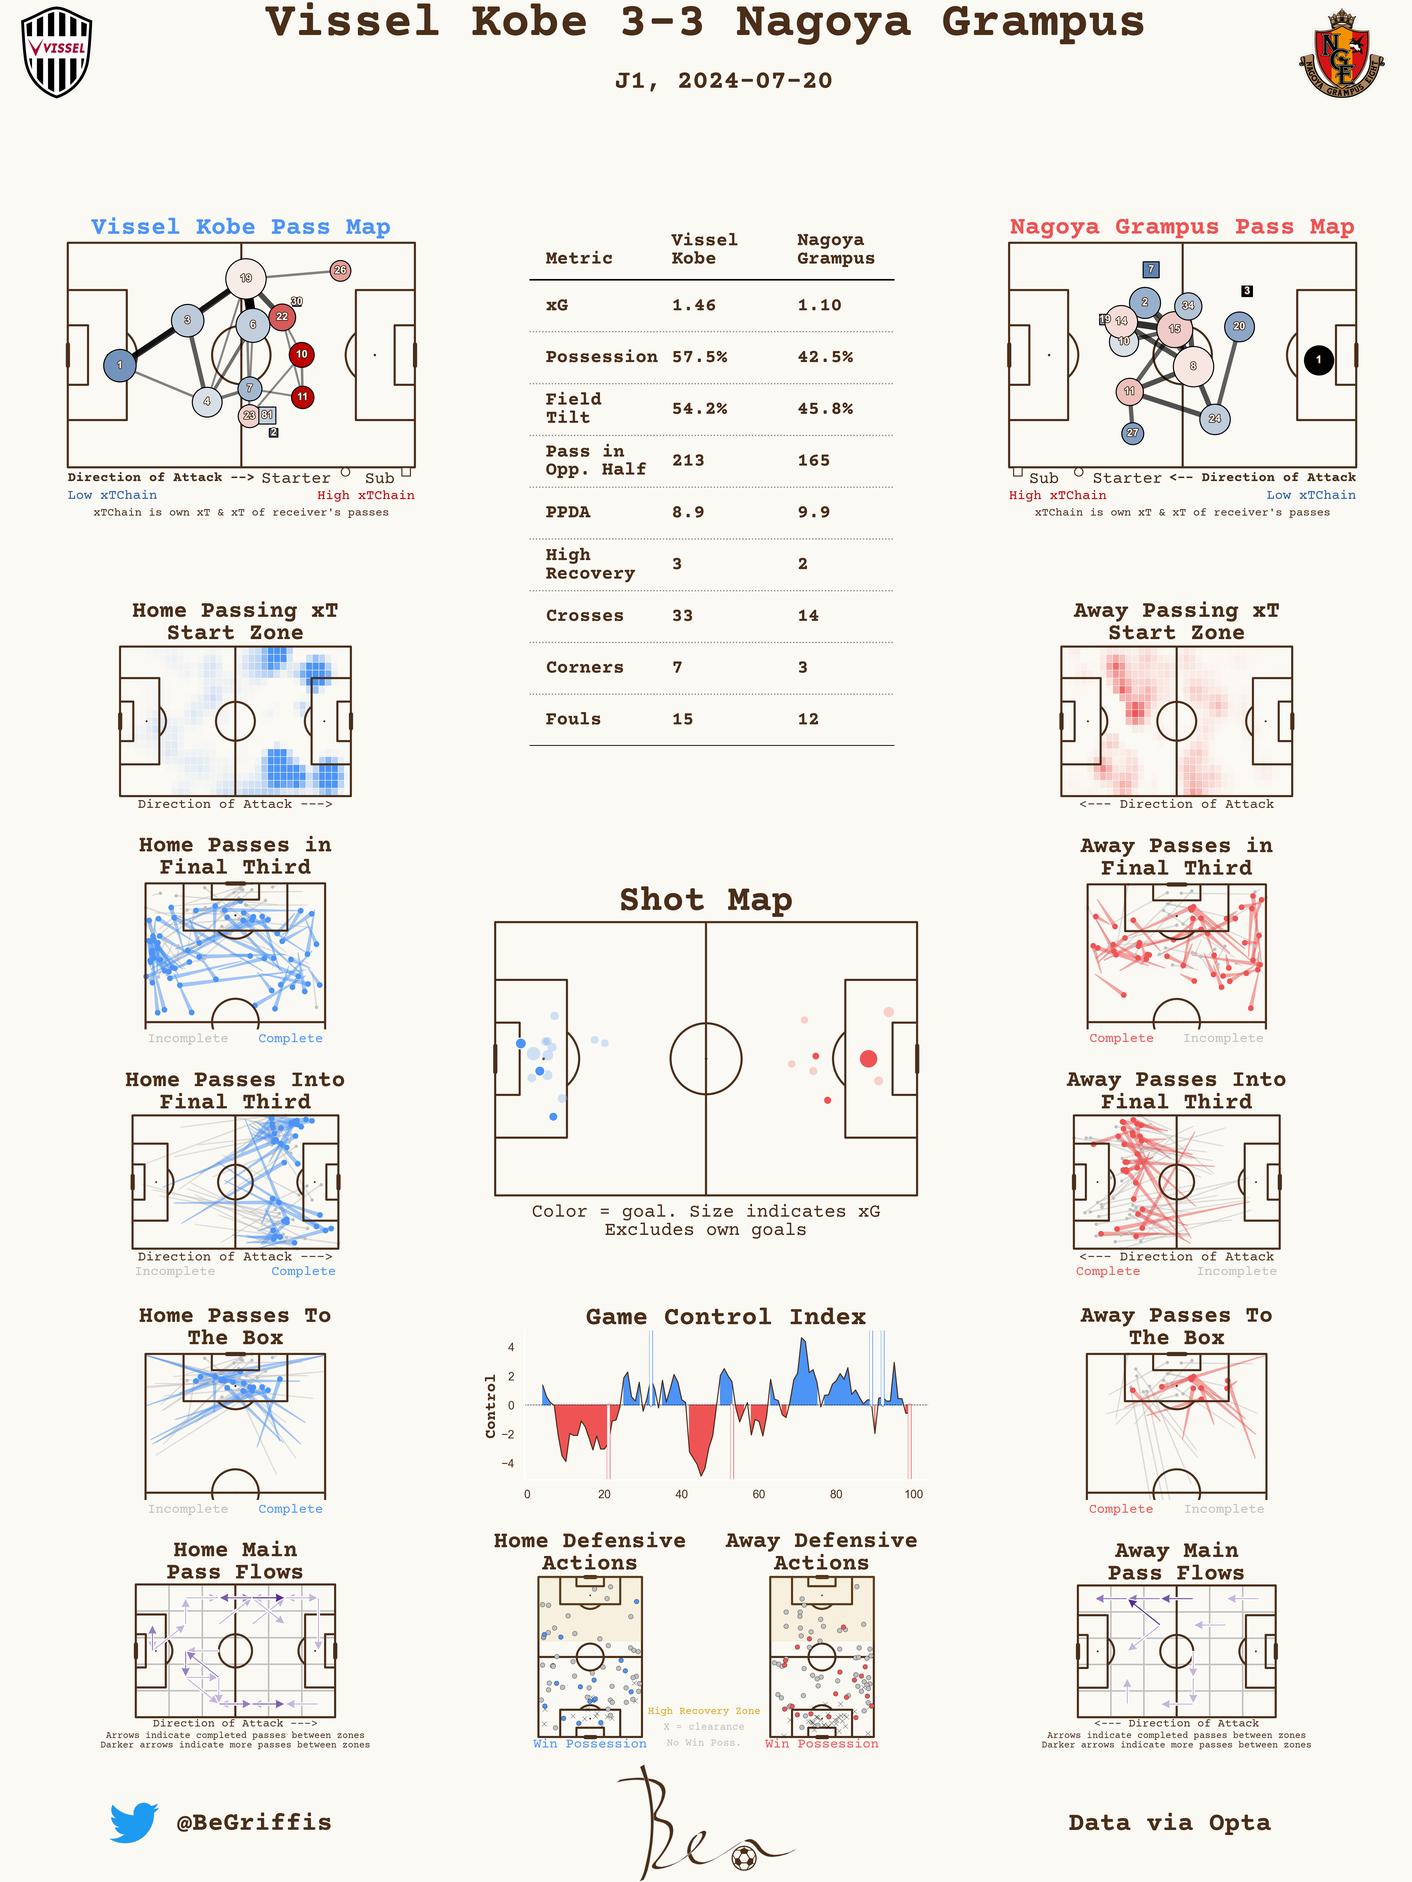 Vissel Kobe 3-3 Nagoya Grampus
J1, 2024-07-20
VISSEL
NGE
NAGOYA GRAMPUS EIGHT
Vissel Kobe Pass Map
19
26
30
3
6
22
1
10
7
11
4
23
81
2
Direction of Attack --> Starter Sub
Low xTChain High xTChain
xTChain is own xT & xT of receiver's passes
Metric Vissel Kobe Nagoya Grampus
xG 1.46 1.10
Possession 57.5% 42.5%
Field Tilt 54.2% 45.8%
Pass in Opp. Half 213 165
PPDA 8.9 9.9
High Recovery 3 2
Crosses 33 14
Corners 7 3
Fouls 15 12
Nagoya Grampus Pass Map
7
3
2
34
19
14
15
20
10
8
1
11
24
27
Sub Starter <-- Direction of Attack
High xTChain Low xTChain
xTChain is own xT & xT of receiver's passes
Home Passing xT
Start Zone
Direction of Attack --->
Away Passing xT
Start Zone
<--- Direction of Attack
Home Passes in
Final Third
Incomplete Complete
Away Passes in
Final Third
Complete Incomplete
Shot Map
Color = goal. Size indicates xG
Excludes own goals
Home Passes Into
Final Third
Direction of Attack --->
Incomplete Complete
Away Passes Into
Final Third
<--- Direction of Attack
Complete Incomplete
Home Passes To
The Box
Incomplete Complete
Game Control Index
Control
4
2
0
−2
−4
0 20 40 60 80 100
Away Passes To
The Box
Complete Incomplete
Home Main
Pass Flows
Direction of Attack --->
Arrows indicate completed passes between zones
Darker arrows indicate more passes between zones
Home Defensive
Actions
Win Possession
Away Defensive
Actions
Win Possession
High Recovery Zone
X = clearance
No Win Poss.
Away Main
Pass Flows
<--- Direction of Attack
Arrows indicate completed passes between zones
Darker arrows indicate more passes between zones
@BeGriffis
Ben
Data via Opta